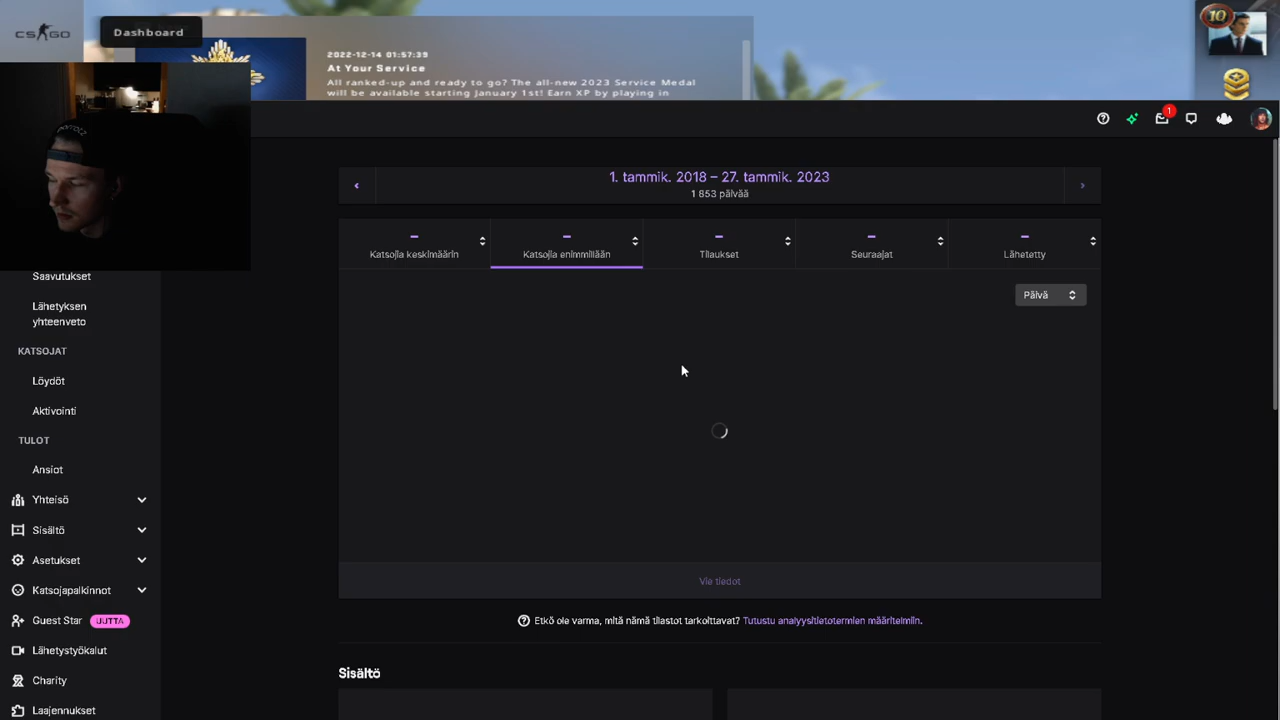 CS GO
Dashboard
2022-12-14 01:57:39
At Your Service
All ranked-up and ready to go? The all-new 2023 Service Medal
will be available starting January 1st! Earn XP by playing in
10
1
1. tammik. 2018 – 27. tammik. 2023
1 853 päivää
–
Katsojia keskimäärin
–
Katsojia enimmillään
–
Tilaukset
–
Seuraajat
–
Lähetetty
Päivä
Vie tiedot
Etkö ole varma, mitä nämä tilastot tarkoittavat? Tutustu analyysitietotermien määritelmiin.
Sisältö
Saavutukset
Lähetyksen
yhteenveto
KATSOJAT
Löydöt
Aktivointi
TULOT
Ansiot
Yhteisö
Sisältö
Asetukset
Katsojapalkinnot
Guest Star UUTTA
Lähetystyökalut
Charity
Laajennukset